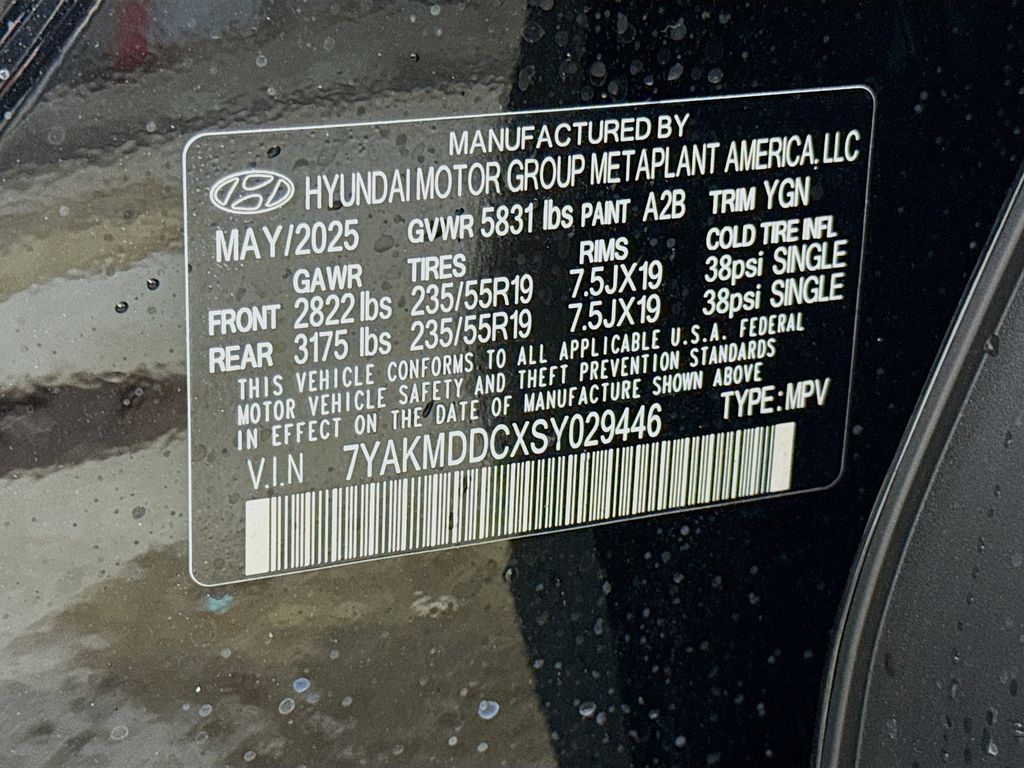 MANUFACTURED BY
HYUNDAI MOTOR GROUP METAPLANT AMERICA, LLC
MAY/2025 GVWR 5831 lbs PAINT A2B TRIM YGN
GAWR TIRES RIMS COLD TIRE INFL
FRONT 2822 lbs 235/55R19 7.5JX19 38psi SINGLE
REAR 3175 lbs 235/55R19 7.5JX19 38psi SINGLE
THIS VEHICLE CONFORMS TO ALL APPLICABLE U.S.A. FEDERAL
MOTOR VEHICLE SAFETY AND THEFT PREVENTION STANDARDS
IN EFFECT ON THE DATE OF MANUFACTURE SHOWN ABOVE
V.I.N 7YAKMDDCXSY029446 TYPE: MPV